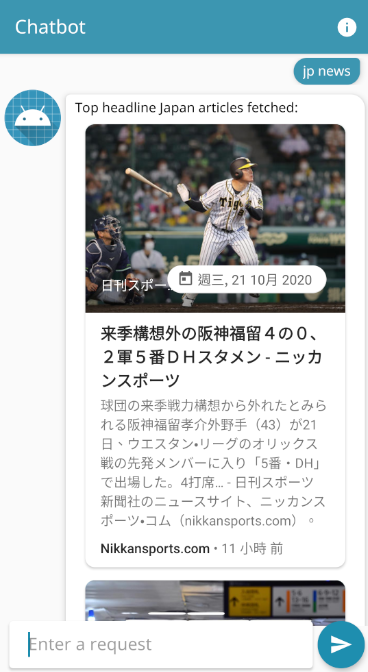 Chatbot
jp news
Top headline Japan articles fetched:
Tigers
日刊スポー...
週三, 21 10月 2020
来季構想外の阪神福留４の０、
２軍５番ＤＨスタメン - ニッカ
ンスポーツ
球団の来季戦力構想から外れたとみら
れる阪神福留孝介外野手（43）が21
日、ウエスタン•リーグのオリックス
戦の先発メンバーに入り「5番・DH」
で出場した。4打席... - 日刊スポーツ
新聞社のニュースサイト、ニッカンス
ポーツ•コム（nikkansports.com）。
Nikkansports.com • 11 小時 前
Enter a request